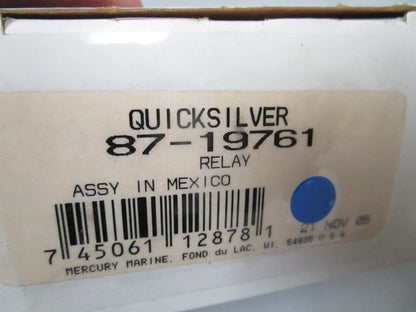 QUICKSILVER
87-19761
RELAY
ASSY IN MEXICO
21 NOV 05
7 45061 12878 1
MERCURY MARINE. FOND du LAC. WI. 54935 U S A